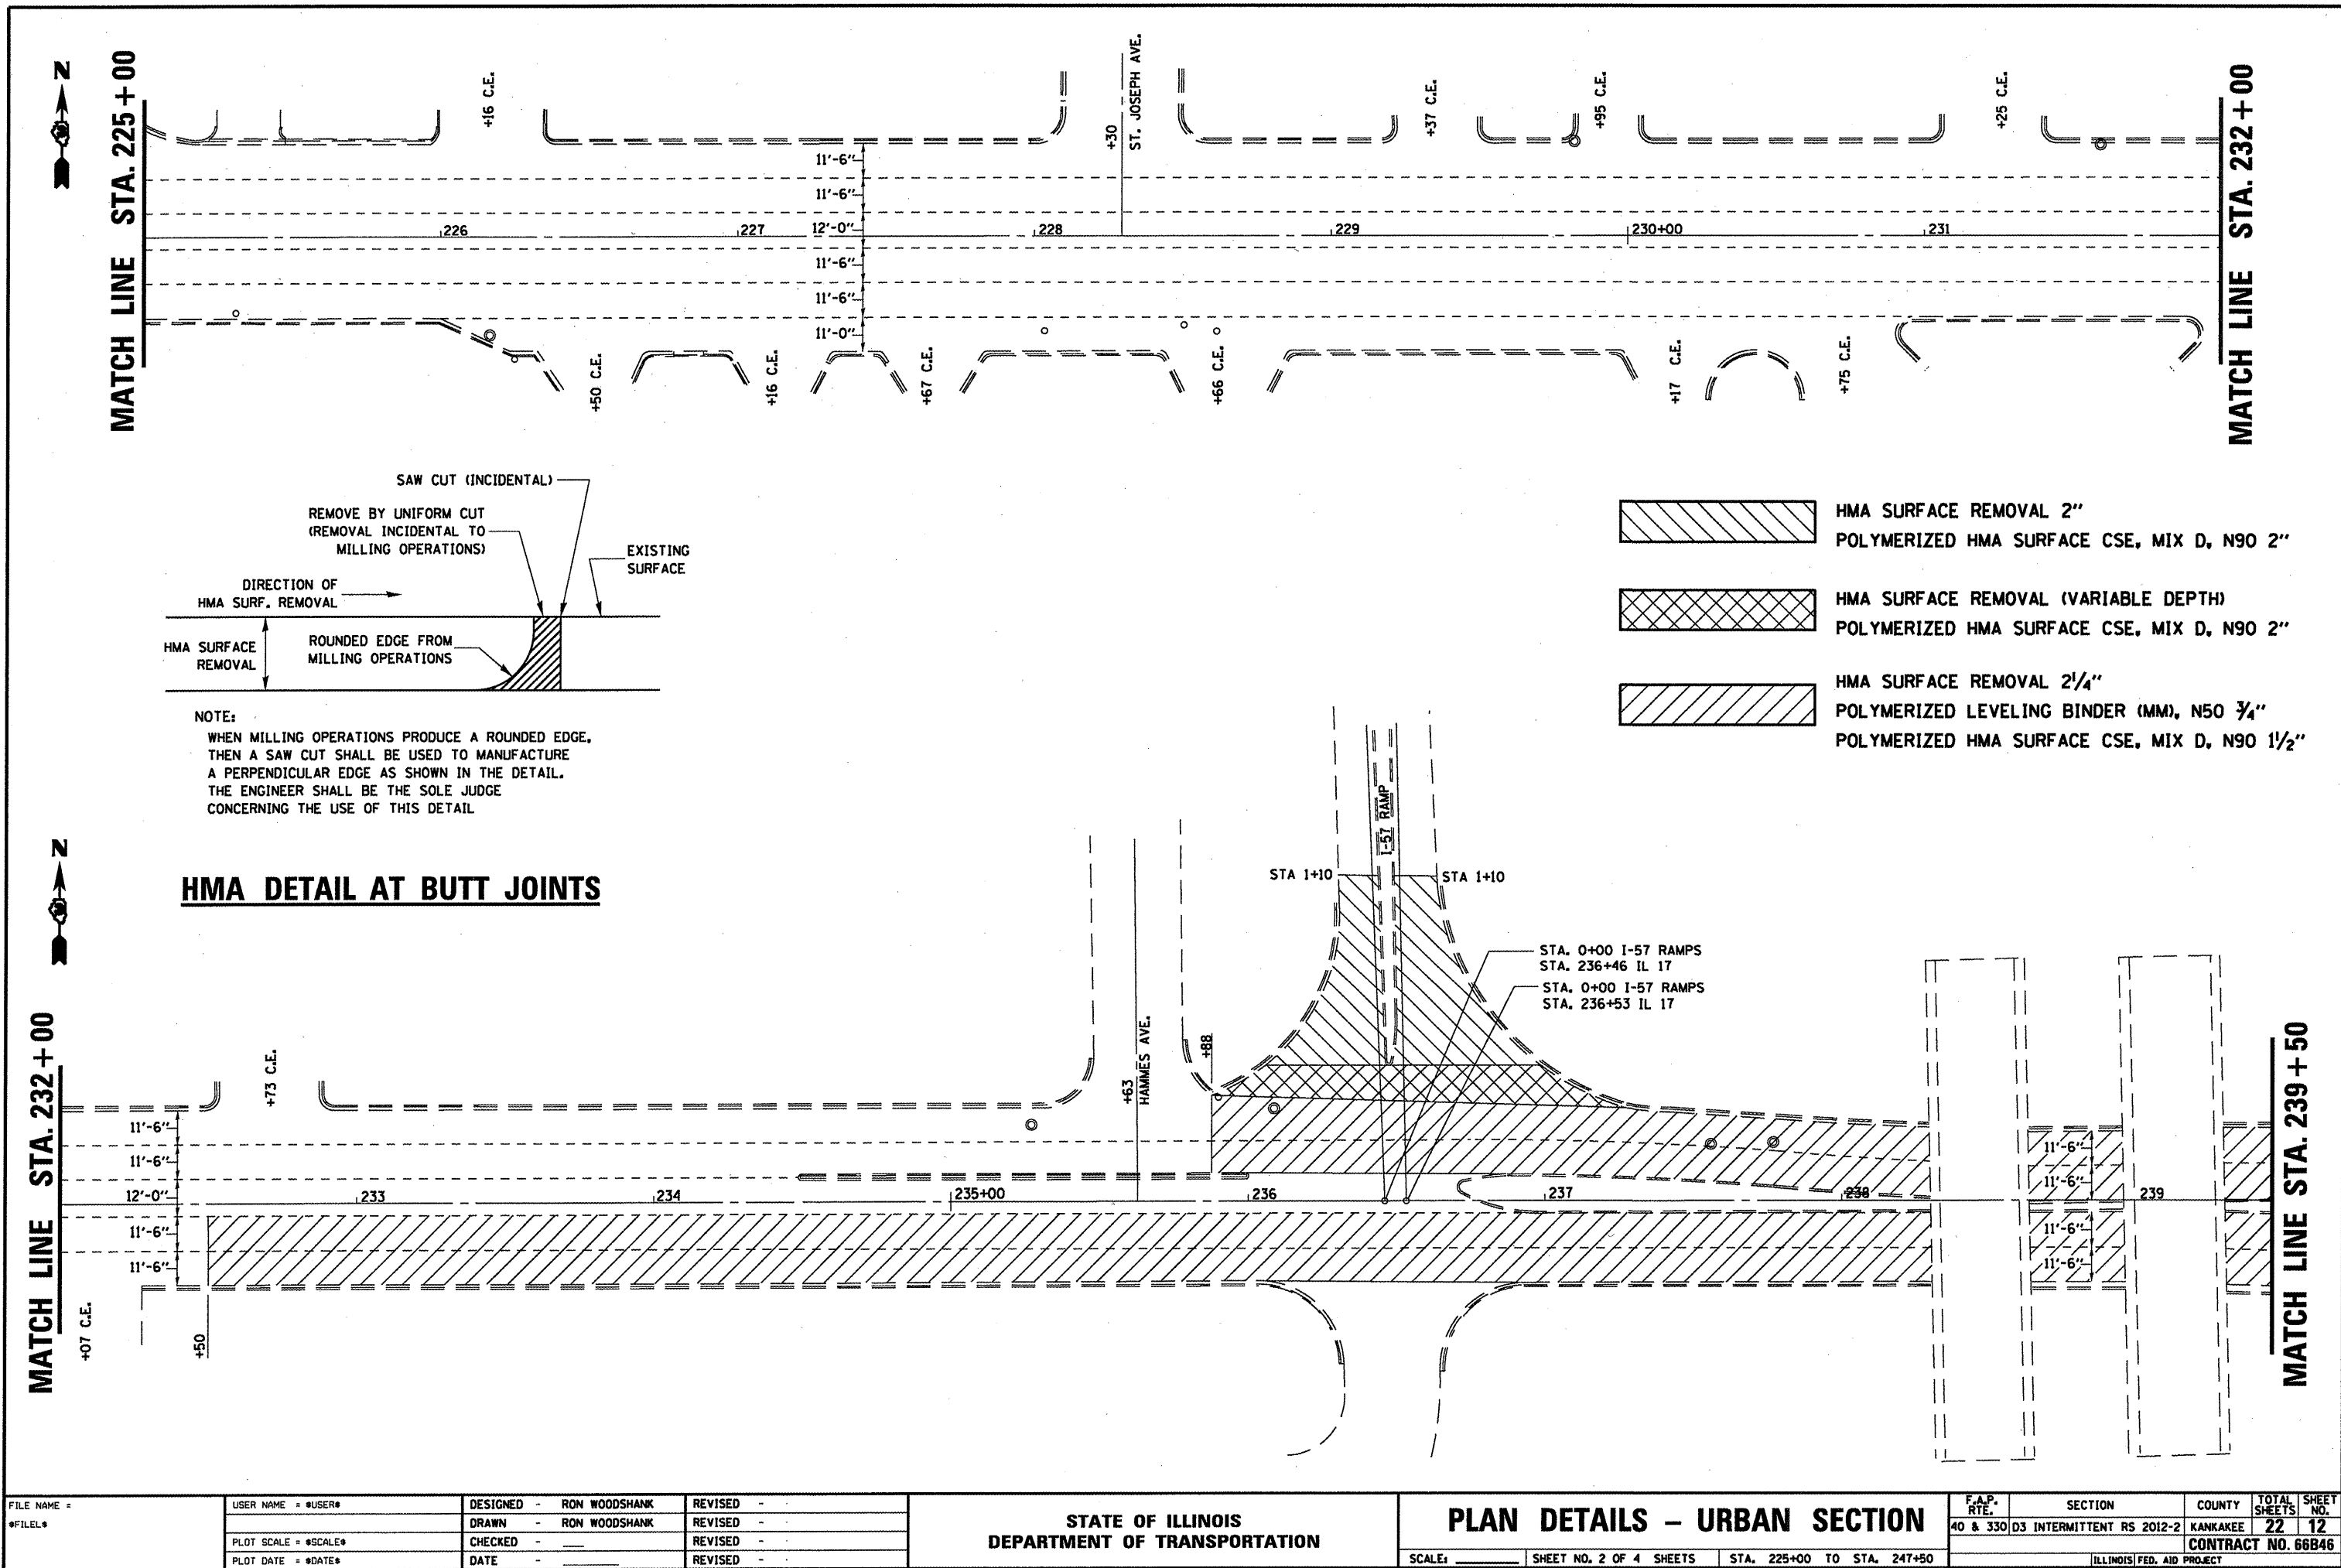 N
MATCH LINE STA. 225+00
+16 C.E.
+30
ST. JOSEPH AVE.
+37 C.E.
+95 C.E.
+25 C.E.
MATCH LINE STA. 232+00
11'-6"
11'-6"
12'-0"
11'-6"
11'-6"
11'-0"
226
227
228
229
230+00
231
+50 C.E.
+16 C.E.
+67 C.E.
+66 C.E.
+17 C.E.
+75 C.E.
SAW CUT (INCIDENTAL)
REMOVE BY UNIFORM CUT
(REMOVAL INCIDENTAL TO
MILLING OPERATIONS)
EXISTING
SURFACE
DIRECTION OF
HMA SURF. REMOVAL
HMA SURFACE
REMOVAL
ROUNDED EDGE FROM
MILLING OPERATIONS
NOTE:
WHEN MILLING OPERATIONS PRODUCE A ROUNDED EDGE,
THEN A SAW CUT SHALL BE USED TO MANUFACTURE
A PERPENDICULAR EDGE AS SHOWN IN THE DETAIL.
THE ENGINEER SHALL BE THE SOLE JUDGE
CONCERNING THE USE OF THIS DETAIL
HMA DETAIL AT BUTT JOINTS
HMA SURFACE REMOVAL 2"
POLYMERIZED HMA SURFACE CSE, MIX D, N90 2"
HMA SURFACE REMOVAL (VARIABLE DEPTH)
POLYMERIZED HMA SURFACE CSE, MIX D, N90 2"
HMA SURFACE REMOVAL 2 1/4"
POLYMERIZED LEVELING BINDER (MM), N50 3/4"
POLYMERIZED HMA SURFACE CSE, MIX D, N90 1 1/2"
N
MATCH LINE STA. 232+00
+07 C.E.
+73 C.E.
+50
11'-6"
11'-6"
12'-0"
11'-6"
11'-6"
233
234
235+00
236
237
238
239
+63
HAMMES AVE.
+88
I-57 RAMP
STA 1+10
STA 1+10
STA. 0+00 I-57 RAMPS
STA. 236+46 IL 17
STA. 0+00 I-57 RAMPS
STA. 236+53 IL 17
11'-6"
11'-6"
11'-6"
11'-6"
MATCH LINE STA. 239+50
FILE NAME =
$FILEL$
USER NAME = $USER$
PLOT SCALE = $SCALE$
PLOT DATE = $DATE$
DESIGNED - RON WOODSHANK
DRAWN - RON WOODSHANK
CHECKED -
DATE -
REVISED -
REVISED -
REVISED -
REVISED -
STATE OF ILLINOIS
DEPARTMENT OF TRANSPORTATION
PLAN DETAILS – URBAN SECTION
SCALE:
SHEET NO. 2 OF 4 SHEETS
STA. 225+00 TO STA. 247+50
F.A.P. RTE.
SECTION
COUNTY
TOTAL SHEETS
SHEET NO.
40 & 330
D3 INTERMITTENT RS 2012-2
KANKAKEE
22
12
CONTRACT NO. 66B46
ILLINOIS FED. AID PROJECT